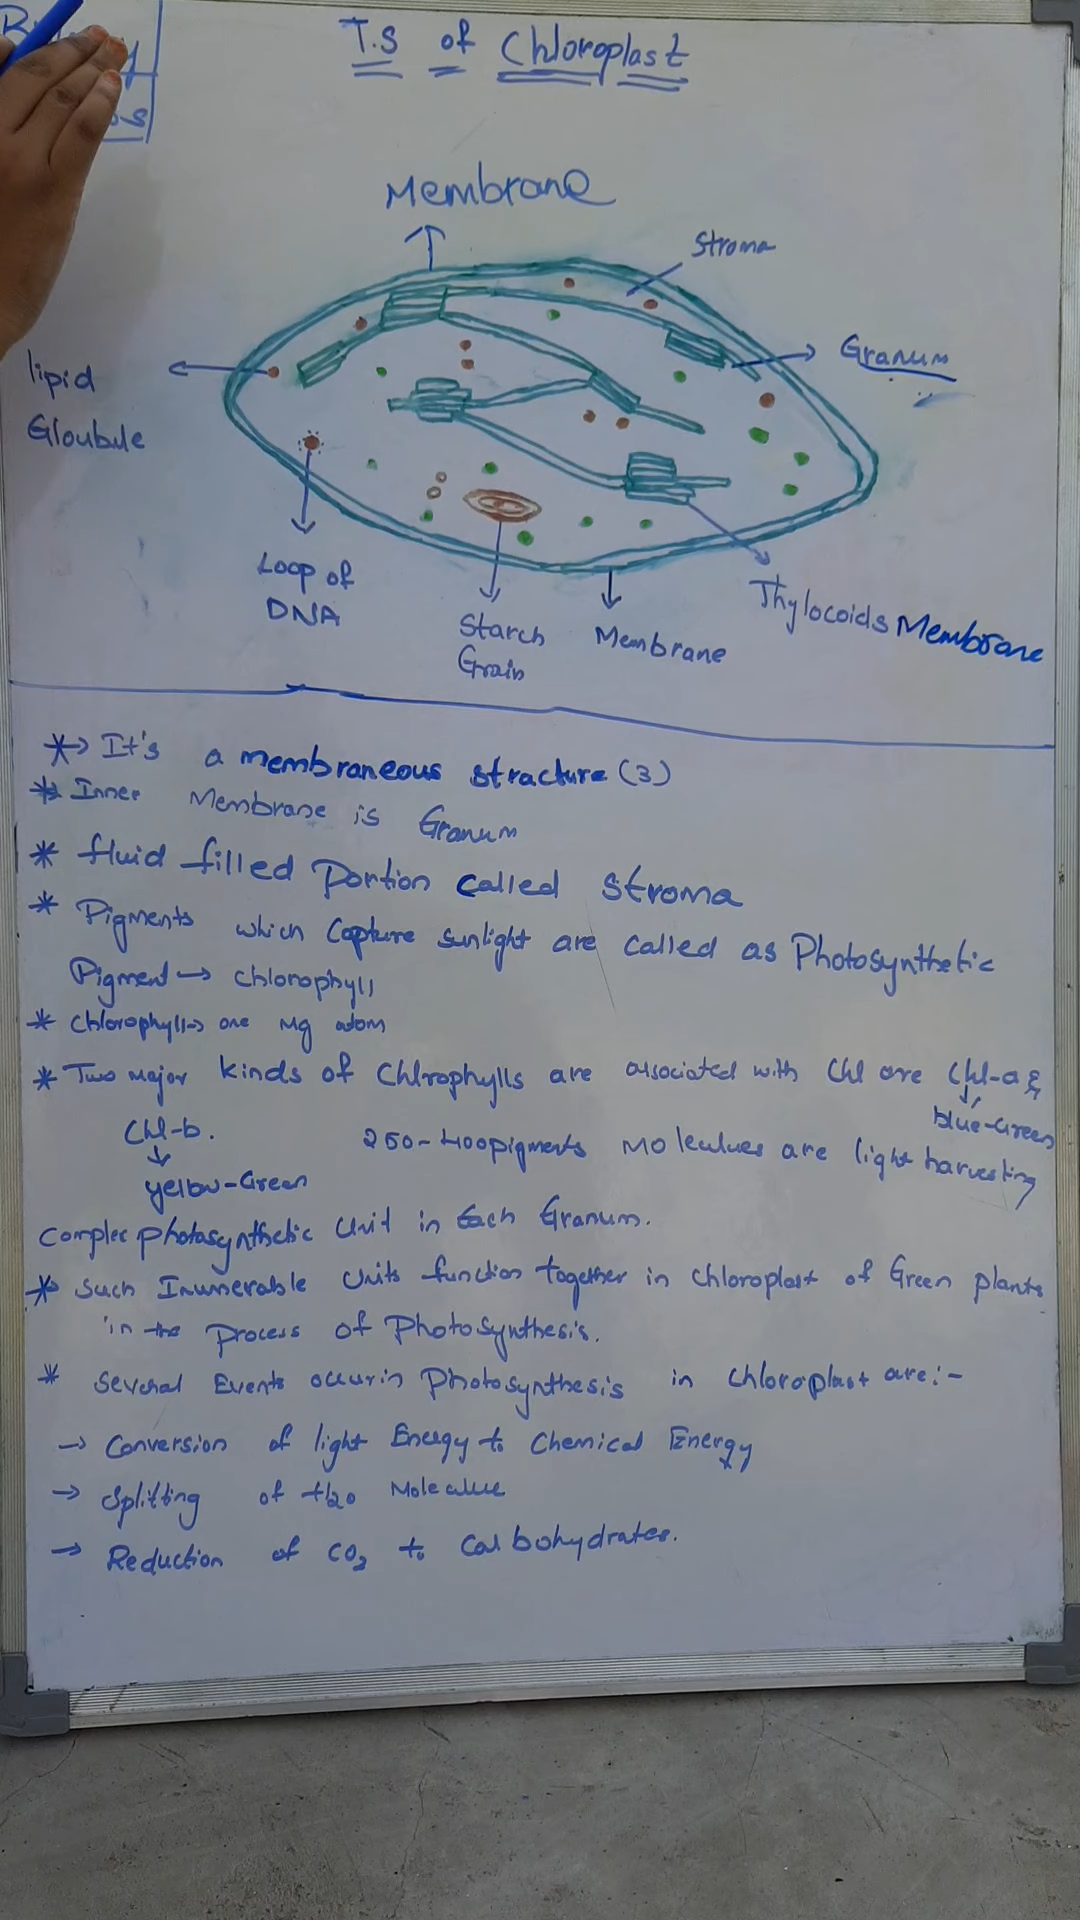 T.S of Chloroplast
Membrane
Stroma
Granum
lipid
Gloubule
Loop of
DNA
Starch
Grain
Membrane
Thylocoids Membrane
* → It's a membraneous stracture (3)
* Inner Membrane is Granum
* fluid filled Portion called stroma
* Pigments which Capture sunlight are called as Photosynthetic
Pigment → chlorophyll
* Chlorophyll → one Mg atom
* Two major kinds of Chlrophylls are associated with Chl are Chl-a &
↓
blue-Green
Chl-b.
↓
yellow-Green
250-400 pigments Moleculues are light harvesting
Complec photosynthetic Unit in Each Granum.
* Such Inumerable Units function together in chloroplast of Green plants
in the Process of Photosynthesis.
* Several Events occur in Photosynthesis in Chloroplast are:-
→ Conversion of light Energy to Chemical Energy
→ Splitting of H20 Moleculue
→ Reduction of CO2 to Carbohydrates.